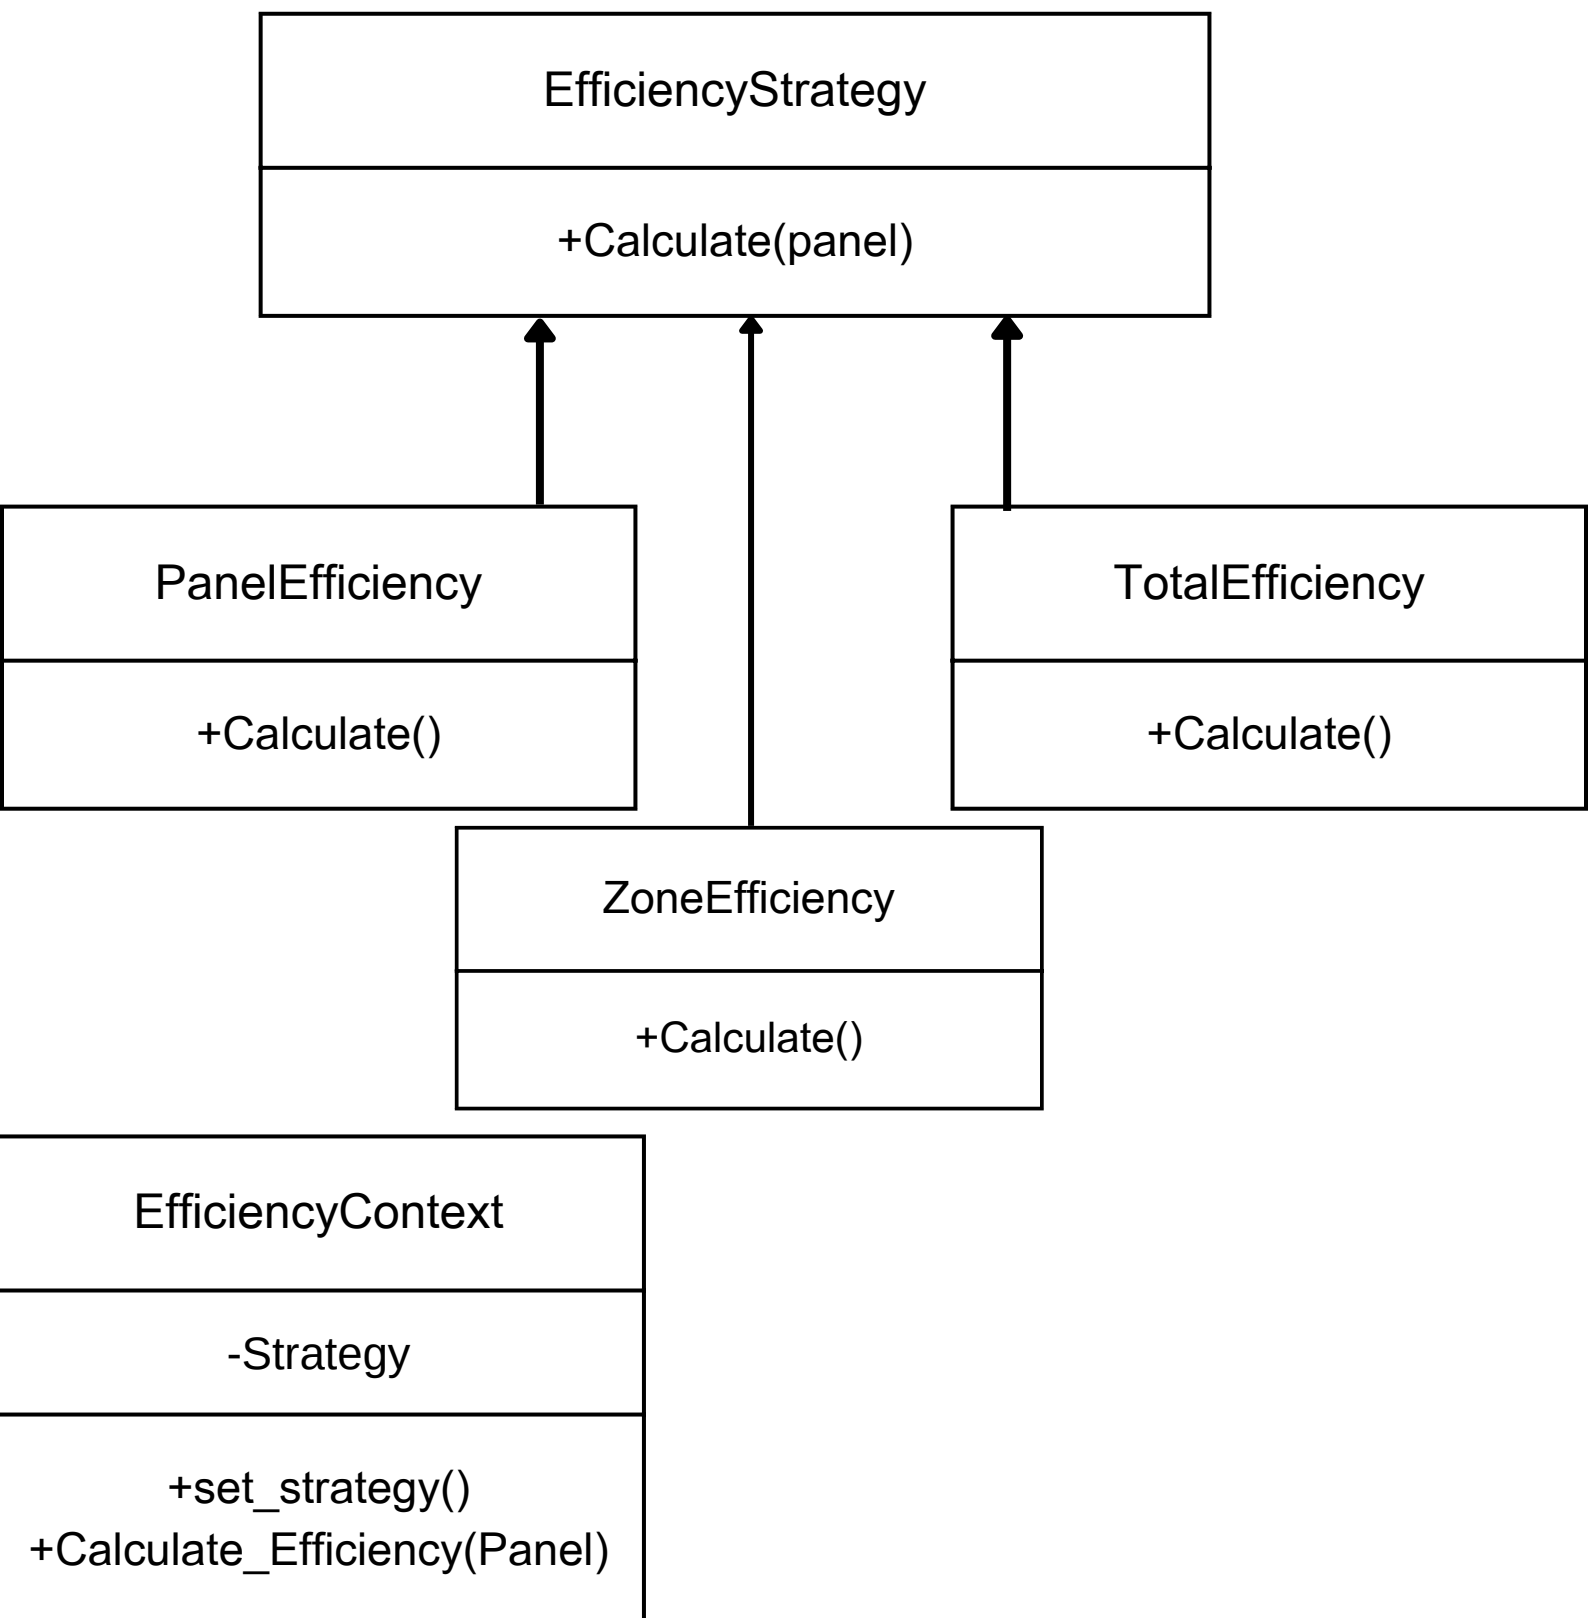 EfficiencyStrategy
+Calculate(panel)
PanelEfficiency
+Calculate()
TotalEfficiency
+Calculate()
ZoneEfficiency
+Calculate()
EfficiencyContext
-Strategy
+set_strategy()
+Calculate_Efficiency(Panel)